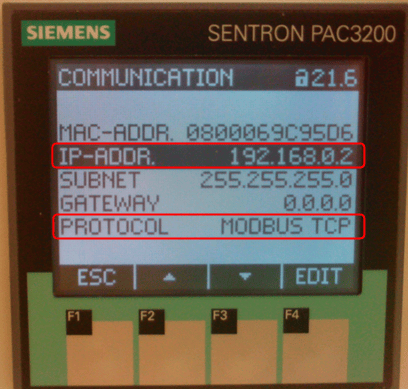 SIEMENS SENTRON PAC3200
COMMUNICATION 21.6
MAC-ADDR. 0800069C95D6
IP-ADDR. 192.168.0.2
SUBNET 255.255.255.0
GATEWAY 0.0.0.0
PROTOCOL MODBUS TCP
ESC ▲ ▼ EDIT
F1 F2 F3 F4